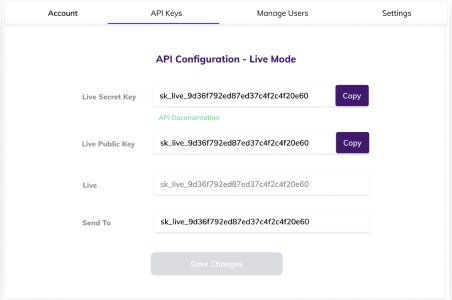 Account API Keys Manage Users Settings
API Configuration - Live Mode
Live Secret Key sk_live_9d36f792ed87ed37c4f2c4f20e60 Copy
API Documentation
Live Public Key sk_live_9d36f792ed87ed37c4f2c4f20e60 Copy
Live sk_live_9d36f792ed87ed37c4f2c4f20e60
Send To sk_live_9d36f792ed87ed37c4f2c4f20e60
Save Changes